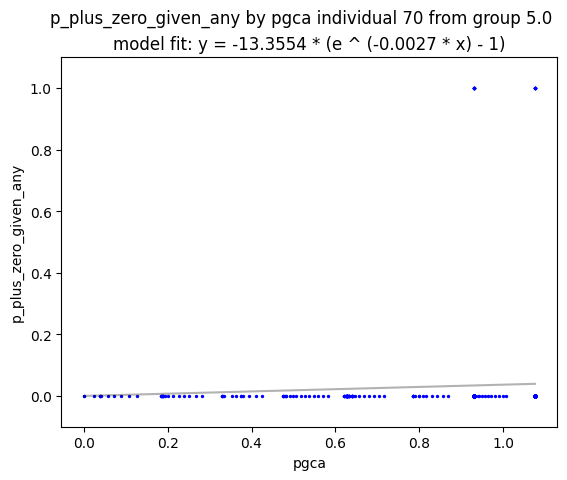 p_plus_zero_given_any by pgca individual 70 from group 5.0
model fit: y = -13.3554 * (e ^ (-0.0027 * x) - 1)
1.0
0.8
0.6
0.4
0.2
0.0
p_plus_zero_given_any
0.0 0.2 0.4 0.6 0.8 1.0
pgca